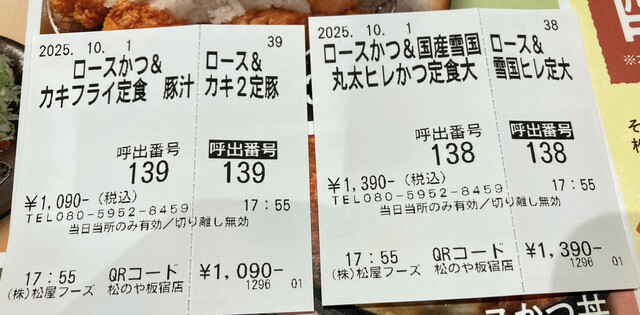 2025. 10. 1
39
ロースかつ&
カキフライ定食 豚汁
ロース&
カキ2定豚
呼出番号
139
呼出番号
139
¥1,090-(税込)
TEL080-5952-8459
17:55
当日当所のみ有効/切り離し無効
17:55
QRコード
¥1,090-
(株)松屋フーズ 松のや板宿店
1296 01
2025. 10. 1
38
ロースかつ&国産雪国
丸太ヒレかつ定食大
ロース&
雪国ヒレ定大
呼出番号
138
呼出番号
138
¥1,390-(税込)
TEL080-5952-8459
17:55
当日当所のみ有効/切り離し無効
17:55
QRコード
¥1,390-
(株)松屋フーズ 松のや板宿店
1296 01
かつ丼